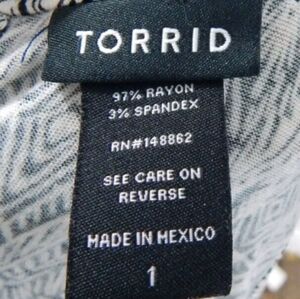 TORRID
97% RAYON
3% SPANDEX
RN#148862
SEE CARE ON
REVERSE
MADE IN MEXICO
1